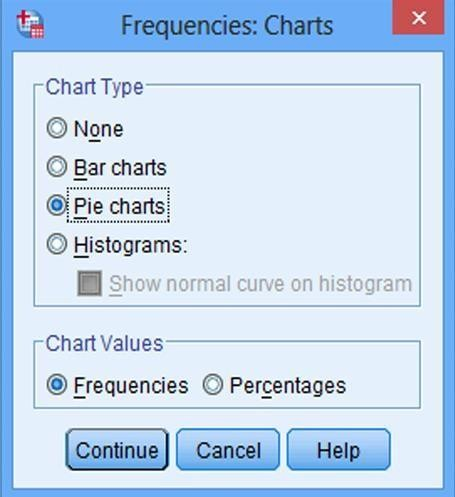 Frequencies: Charts
Chart Type
None
Bar charts
Pie charts
Histograms:
Show normal curve on histogram
Chart Values
Frequencies Percentages
Continue Cancel Help